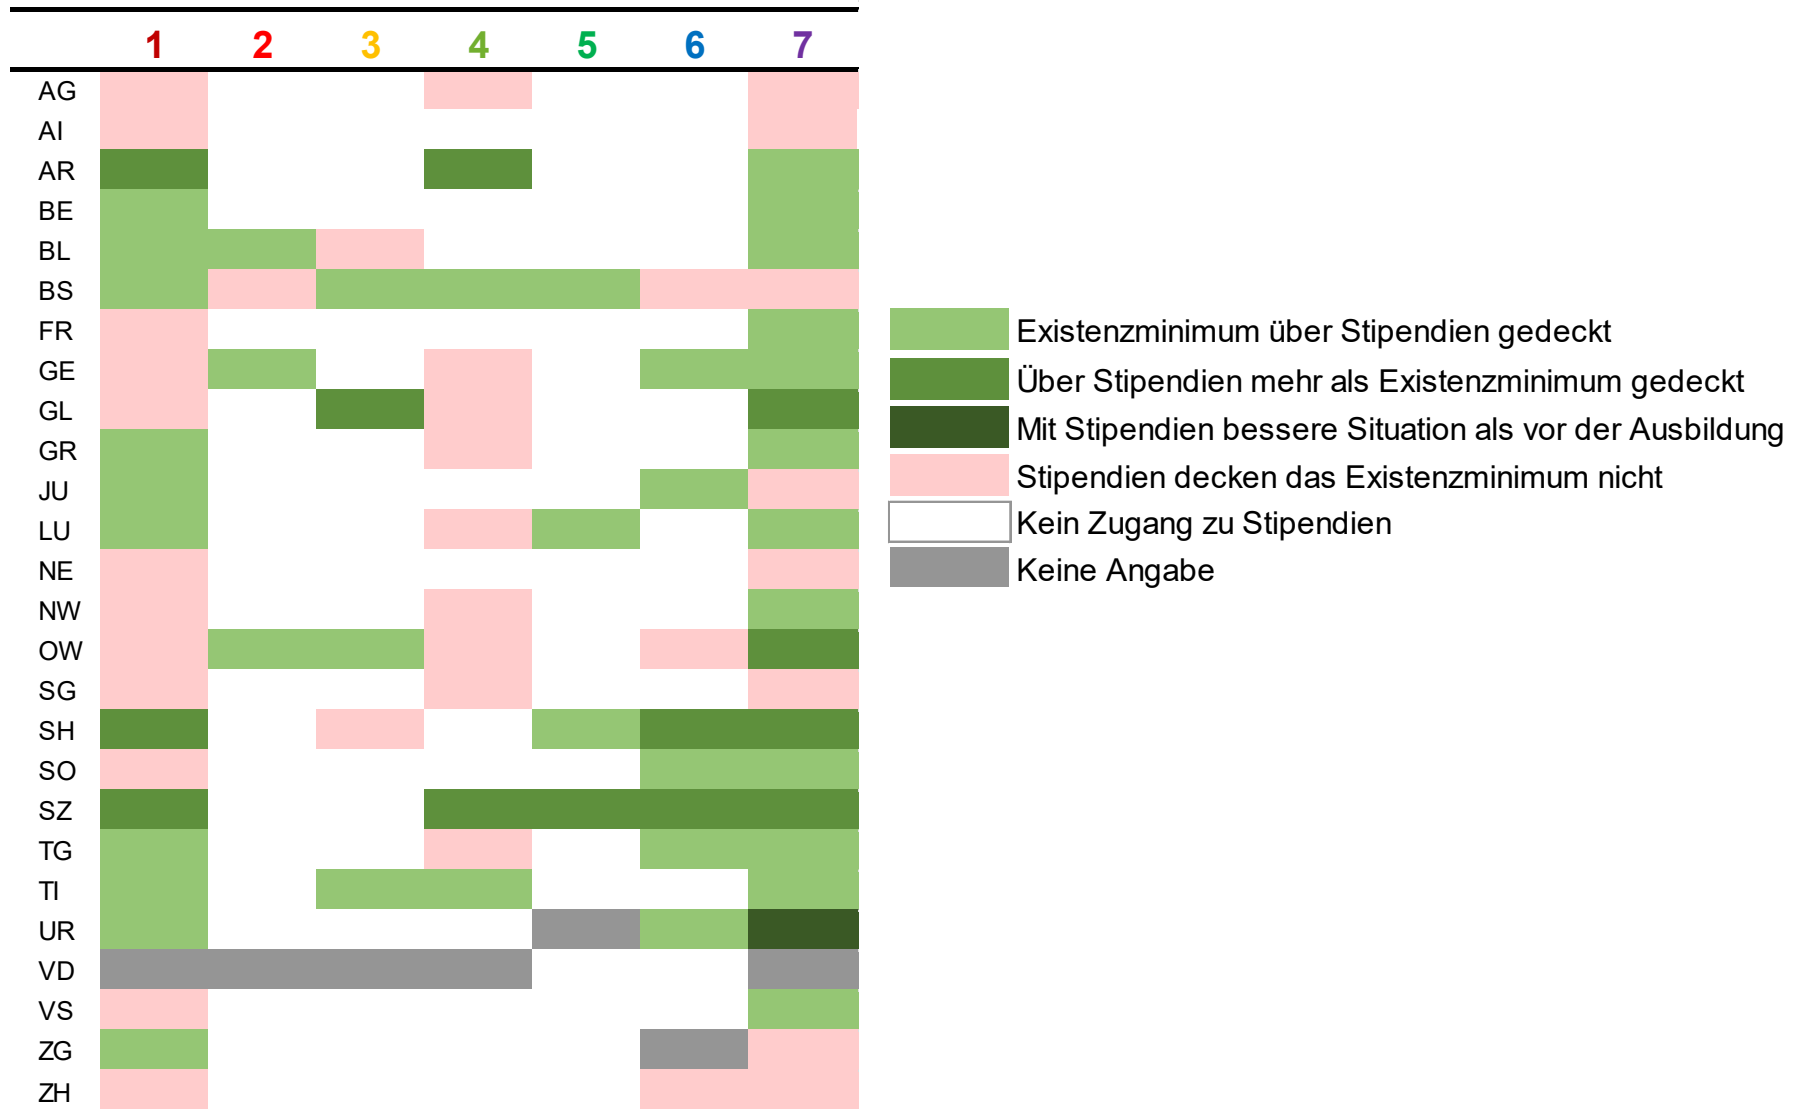 1 2 3 4 5 6 7
AG
AI
AR
BE
BL
BS
FR
GE
GL
GR
JU
LU
NE
NW
OW
SG
SH
SO
SZ
TG
TI
UR
VD
VS
ZG
ZH
Existenzminimum über Stipendien gedeckt
Über Stipendien mehr als Existenzminimum gedeckt
Mit Stipendien bessere Situation als vor der Ausbildung
Stipendien decken das Existenzminimum nicht
Kein Zugang zu Stipendien
Keine Angabe